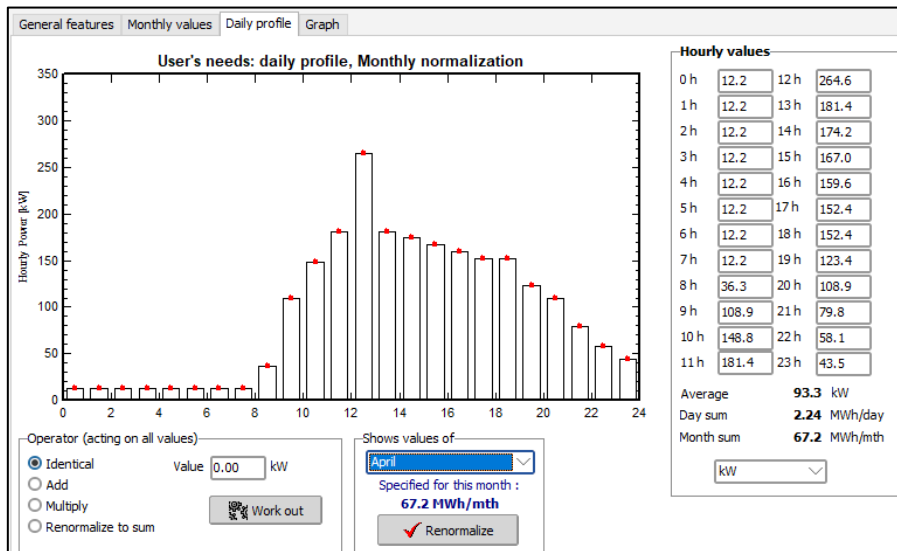 General features Monthly values Daily profile Graph
User's needs: daily profile, Monthly normalization
Hourly Power [kW]
350
300
250
200
150
100
50
0
0 2 4 6 8 10 12 14 16 18 20 22 24
Hourly values
0 h 12.2 12 h 264.6
1 h 12.2 13 h 181.4
2 h 12.2 14 h 174.2
3 h 12.2 15 h 167.0
4 h 12.2 16 h 159.6
5 h 12.2 17 h 152.4
6 h 12.2 18 h 152.4
7 h 12.2 19 h 123.4
8 h 36.3 20 h 108.9
9 h 108.9 21 h 79.8
10 h 148.8 22 h 58.1
11 h 181.4 23 h 43.5
Average 93.3 kW
Day sum 2.24 MWh/day
Month sum 67.2 MWh/mth
kW
Operator (acting on all values)
Identical Value 0.00 kW
Add
Multiply
Work out
Renormalize to sum
Shows values of
April
Specified for this month :
67.2 MWh/mth
Renormalize